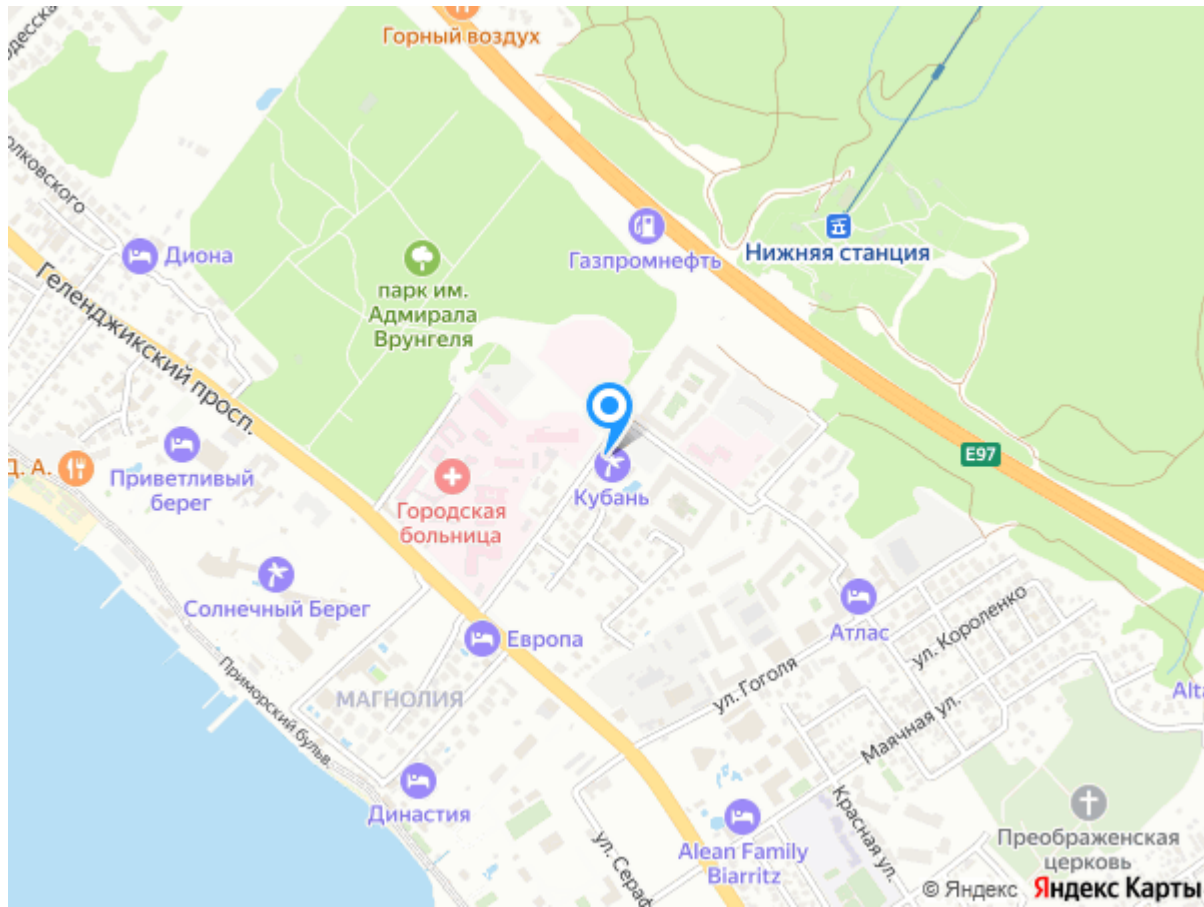 Горный воздух
Диона
парк им.
Адмирала
Врунгеля
Газпромнефть
Нижняя станция
Геленджикский просп.
Д. А.
Приветливый
берег
Городская
больница
Кубань
E97
Солнечный Берег
Европа
Атлас
ул. Короленко
ул. Гоголя
МАГНОЛИЯ
Приморский бульв.
Маячная ул.
Династия
Красная ул.
Alean Family
Biarritz
Преображенская
церковь
© Яндекс Яндекс Карты